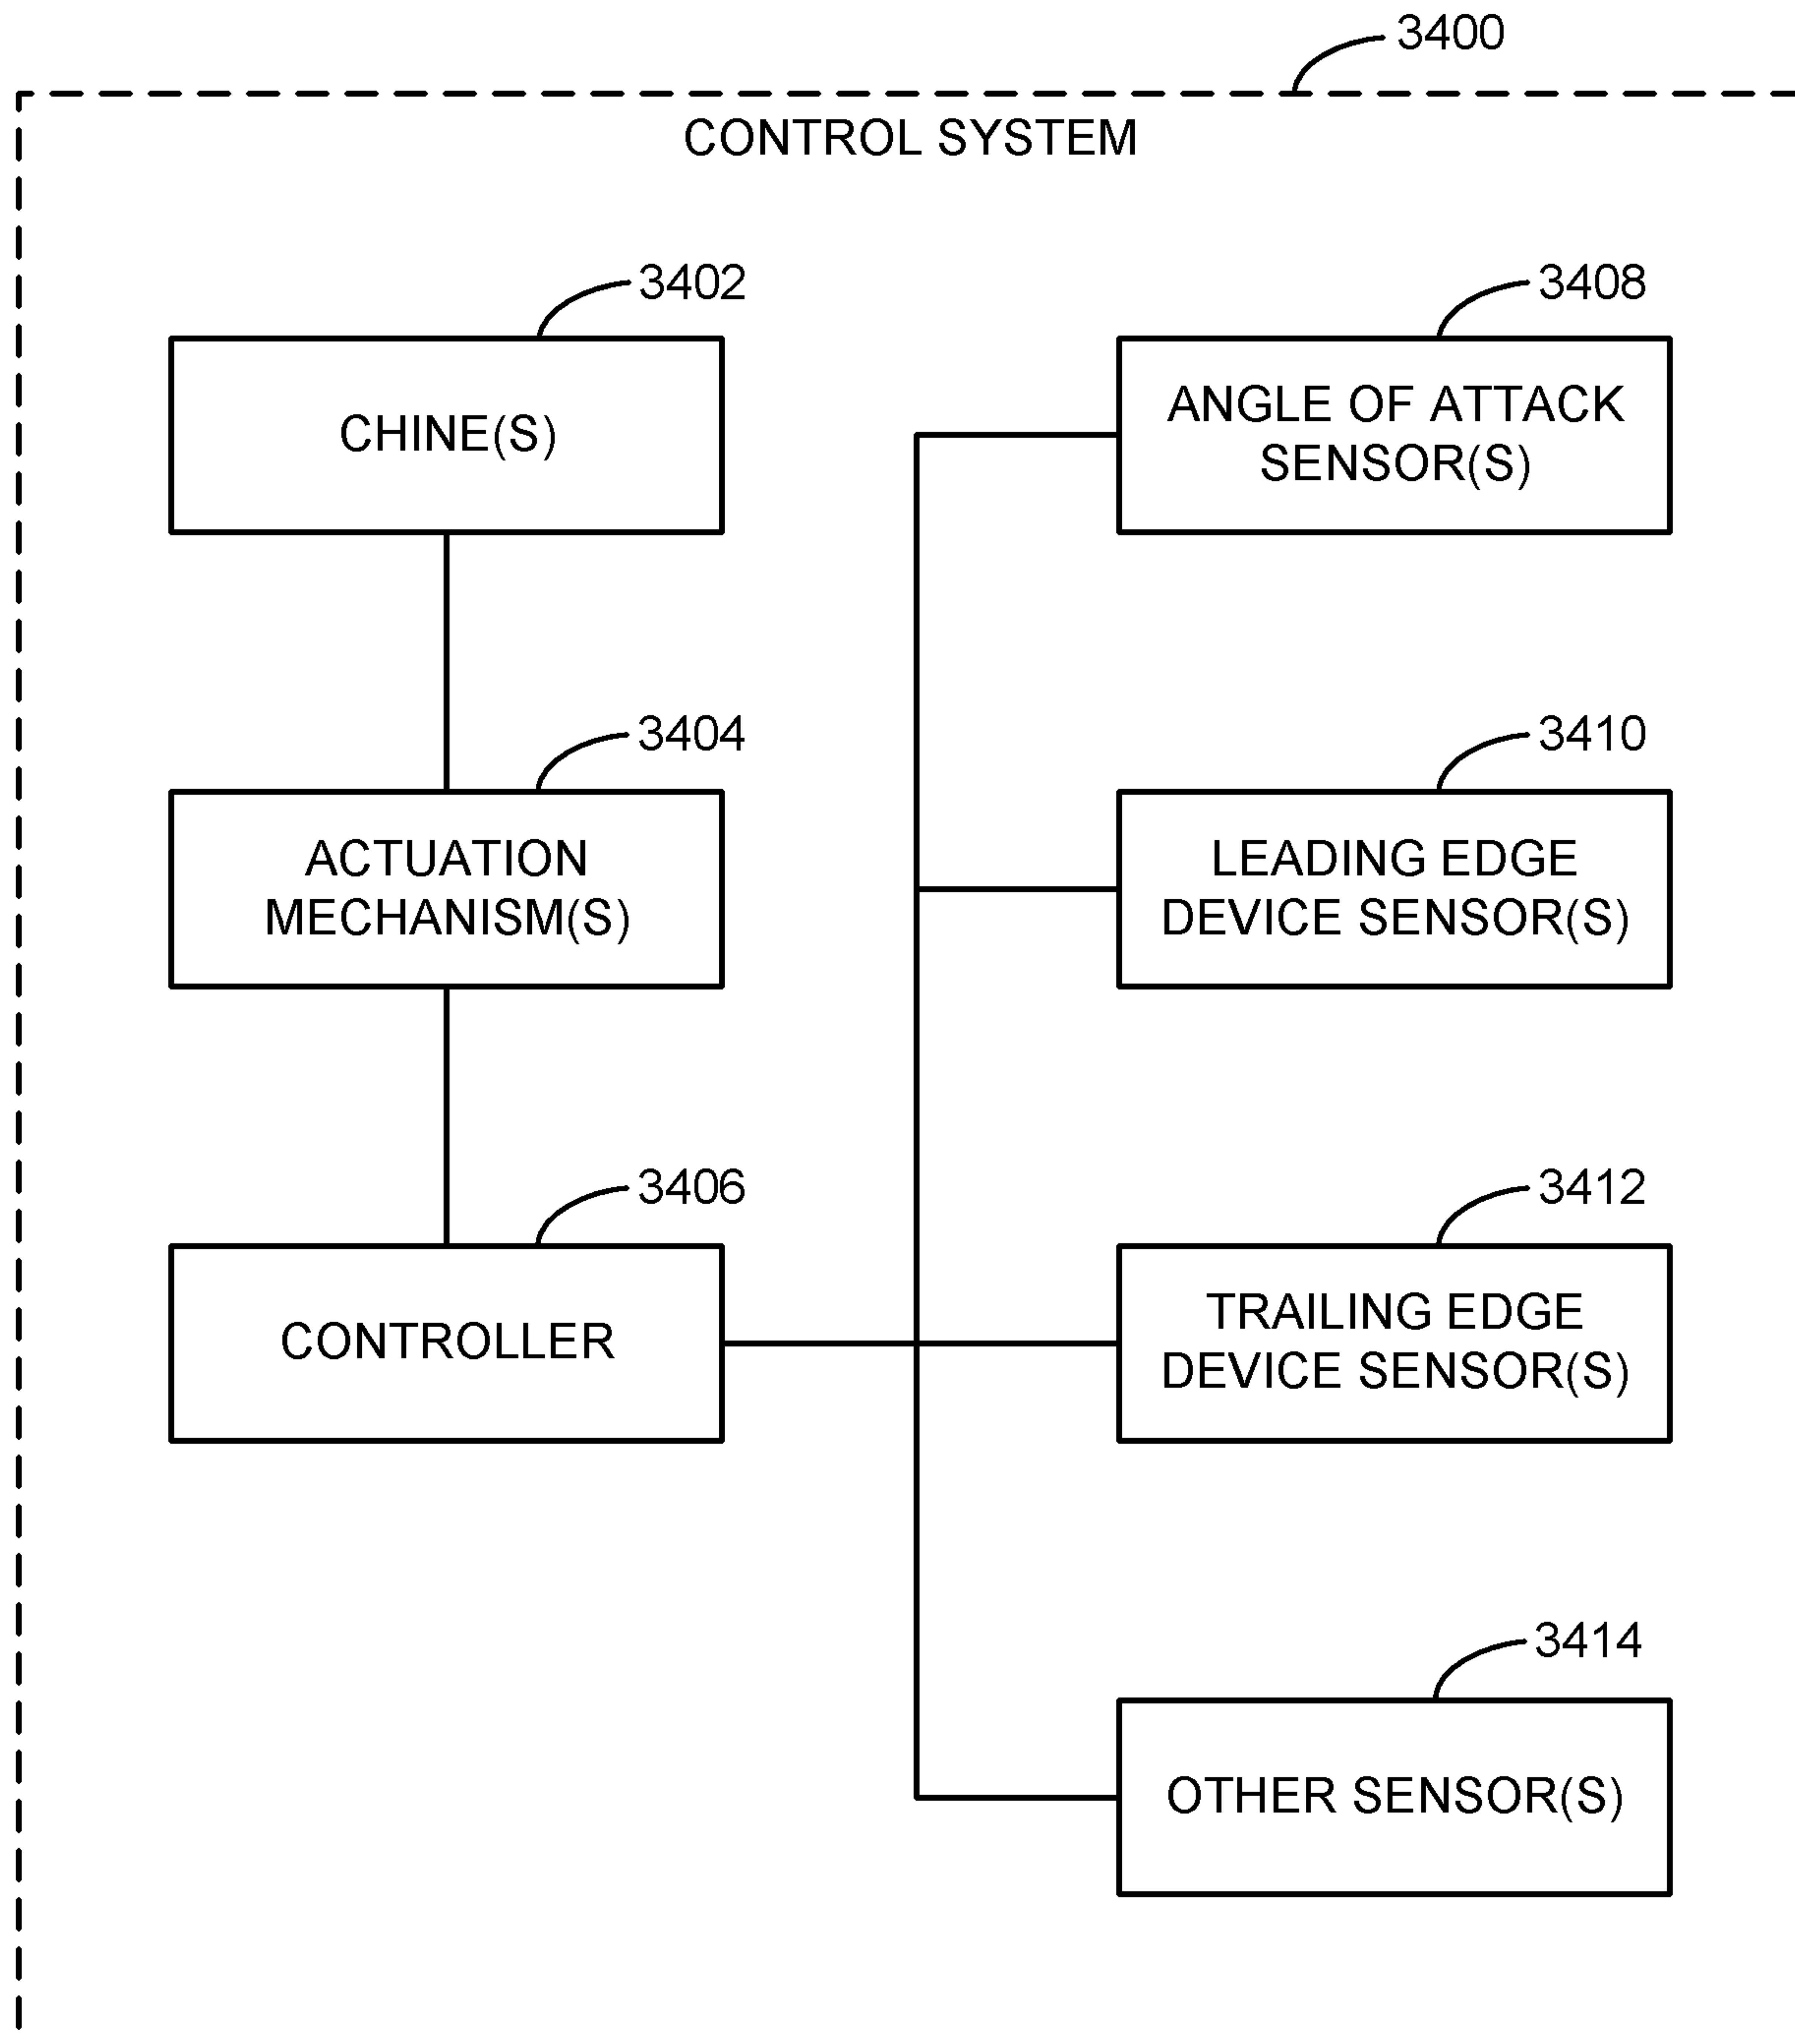 3400
CONTROL SYSTEM
3402
CHINE(S)
3404
ACTUATION
MECHANISM(S)
3406
CONTROLLER
3408
ANGLE OF ATTACK
SENSOR(S)
3410
LEADING EDGE
DEVICE SENSOR(S)
3412
TRAILING EDGE
DEVICE SENSOR(S)
3414
OTHER SENSOR(S)